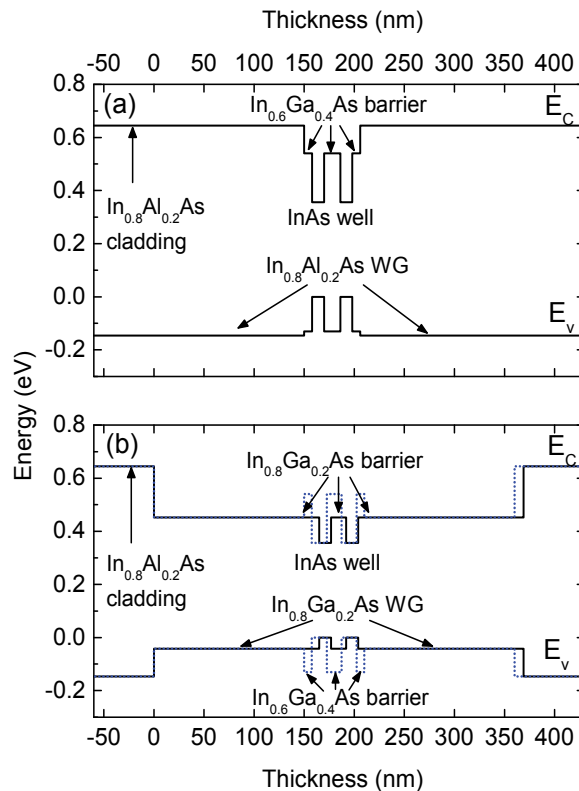 Thickness (nm)
-50 0 50 100 150 200 250 300 350 400
0.8
0.6
0.4
0.2
0.0
-0.2
(a)
In0.6Ga0.4As barrier
EC
In0.8Al0.2As
cladding
InAs well
In0.8Al0.2As WG
Ev
Energy (eV)
0.8
0.6
0.4
0.2
0.0
-0.2
(b)
In0.8Ga0.2As barrier
EC
In0.8Al0.2As
cladding
InAs well
In0.8Ga0.2As WG
Ev
In0.6Ga0.4As barrier
-50 0 50 100 150 200 250 300 350 400
Thickness (nm)